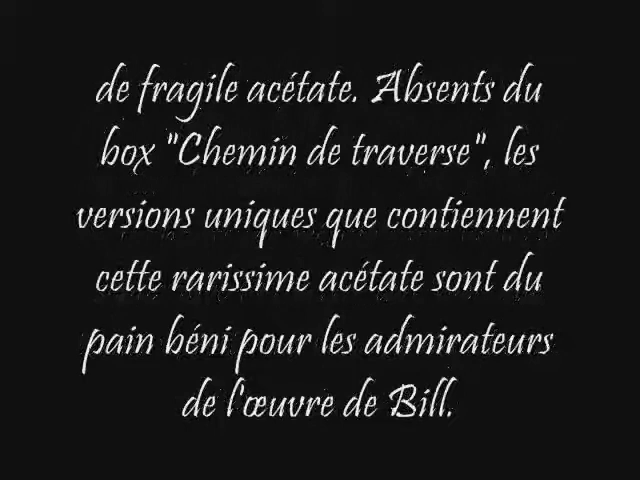 de fragile acétate. Absents du
box "Chemin de traverse", les
versions uniques que contiennent
cette rarissime acétate sont du
pain béni pour les admirateurs
de l'œuvre de Bill.